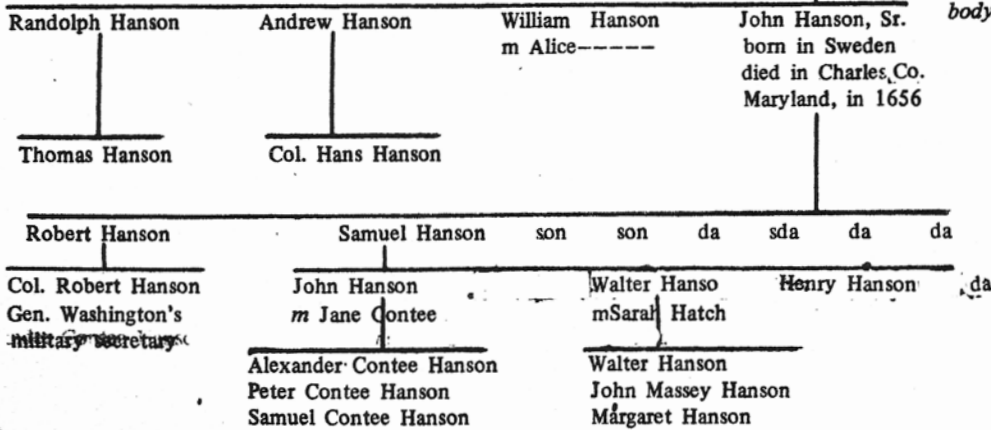 Randolph Hanson Andrew Hanson William Hanson John Hanson, Sr. body
m Alice------ born in Sweden
died in Charles Co.
Maryland, in 1656
Thomas Hanson Col. Hans Hanson
Robert Hanson Samuel Hanson son son da sda da da
Col. Robert Hanson John Hanson Walter Hanso Henry Hanson da
Gen. Washington's m Jane Contee mSarah Hatch
military secretary
Alexander Contee Hanson Walter Hanson
Peter Contee Hanson John Massey Hanson
Samuel Contee Hanson Margaret Hanson